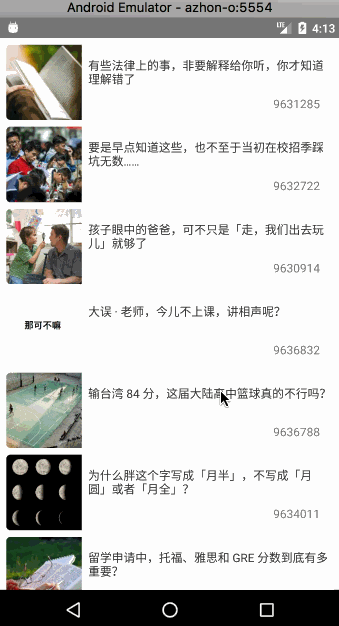 Android Emulator - azhon-o:5554
LTE 4:13
有些法律上的事，非要解释给你听，你才知道
理解错了
9631285
要是早点知道这些，也不至于当初在校招季踩
坑无数……
9632722
孩子眼中的爸爸，可不只是「走，我们出去玩
儿」就够了
9630914
那可不嘛
大误 · 老师，今儿不上课，讲相声呢？
9636832
输台湾 84 分，这届大陆高中篮球真的不行吗？
9636788
为什么胖这个字写成「月半」，不写成「月
圆」或者「月全」？
9634011
留学申请中，托福、雅思和 GRE 分数到底有多
重要？